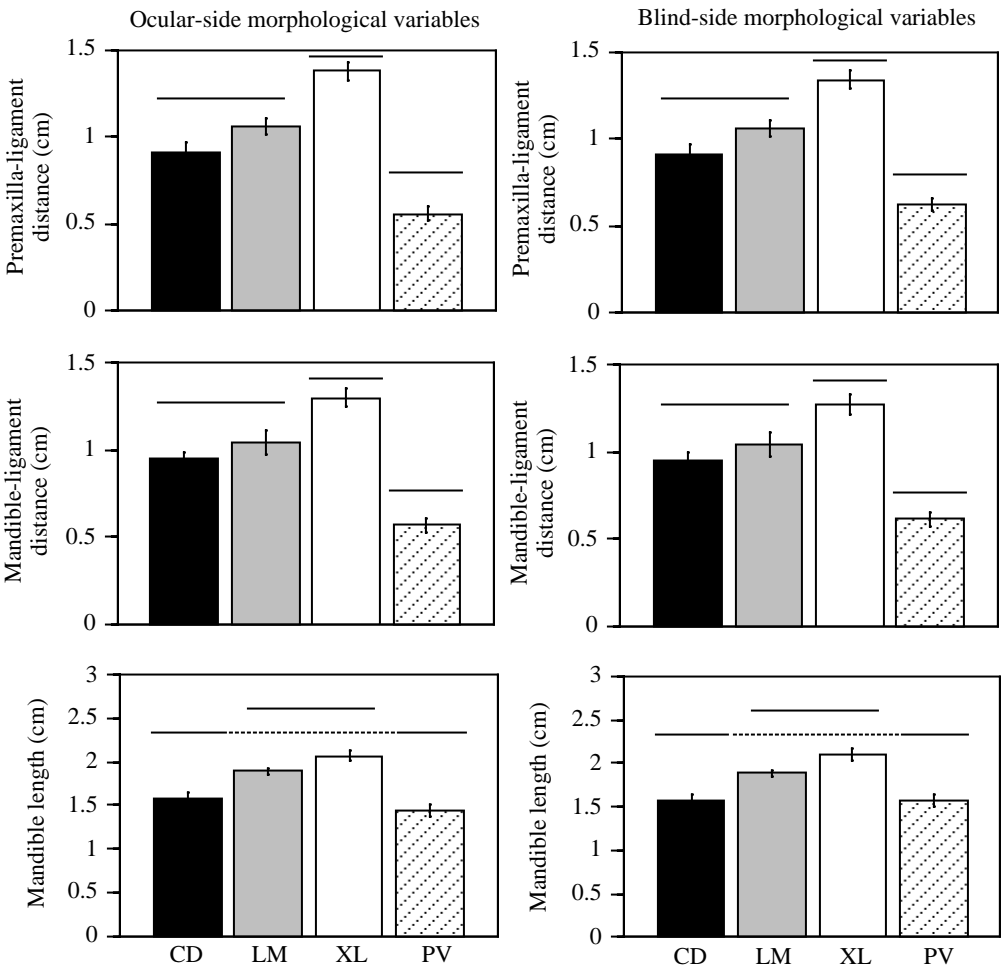 Ocular-side morphological variables
Blind-side morphological variables
Premaxilla-ligament
distance (cm)
1.5
1
0.5
0
Premaxilla-ligament
distance (cm)
1.5
1
0.5
0
Mandible-ligament
distance (cm)
1.5
1
0.5
0
Mandible-ligament
distance (cm)
1.5
1
0.5
0
Mandible length (cm)
3
2.5
2
1.5
1
0.5
0
CD LM XL PV
Mandible length (cm)
3
2.5
2
1.5
1
0.5
0
CD LM XL PV